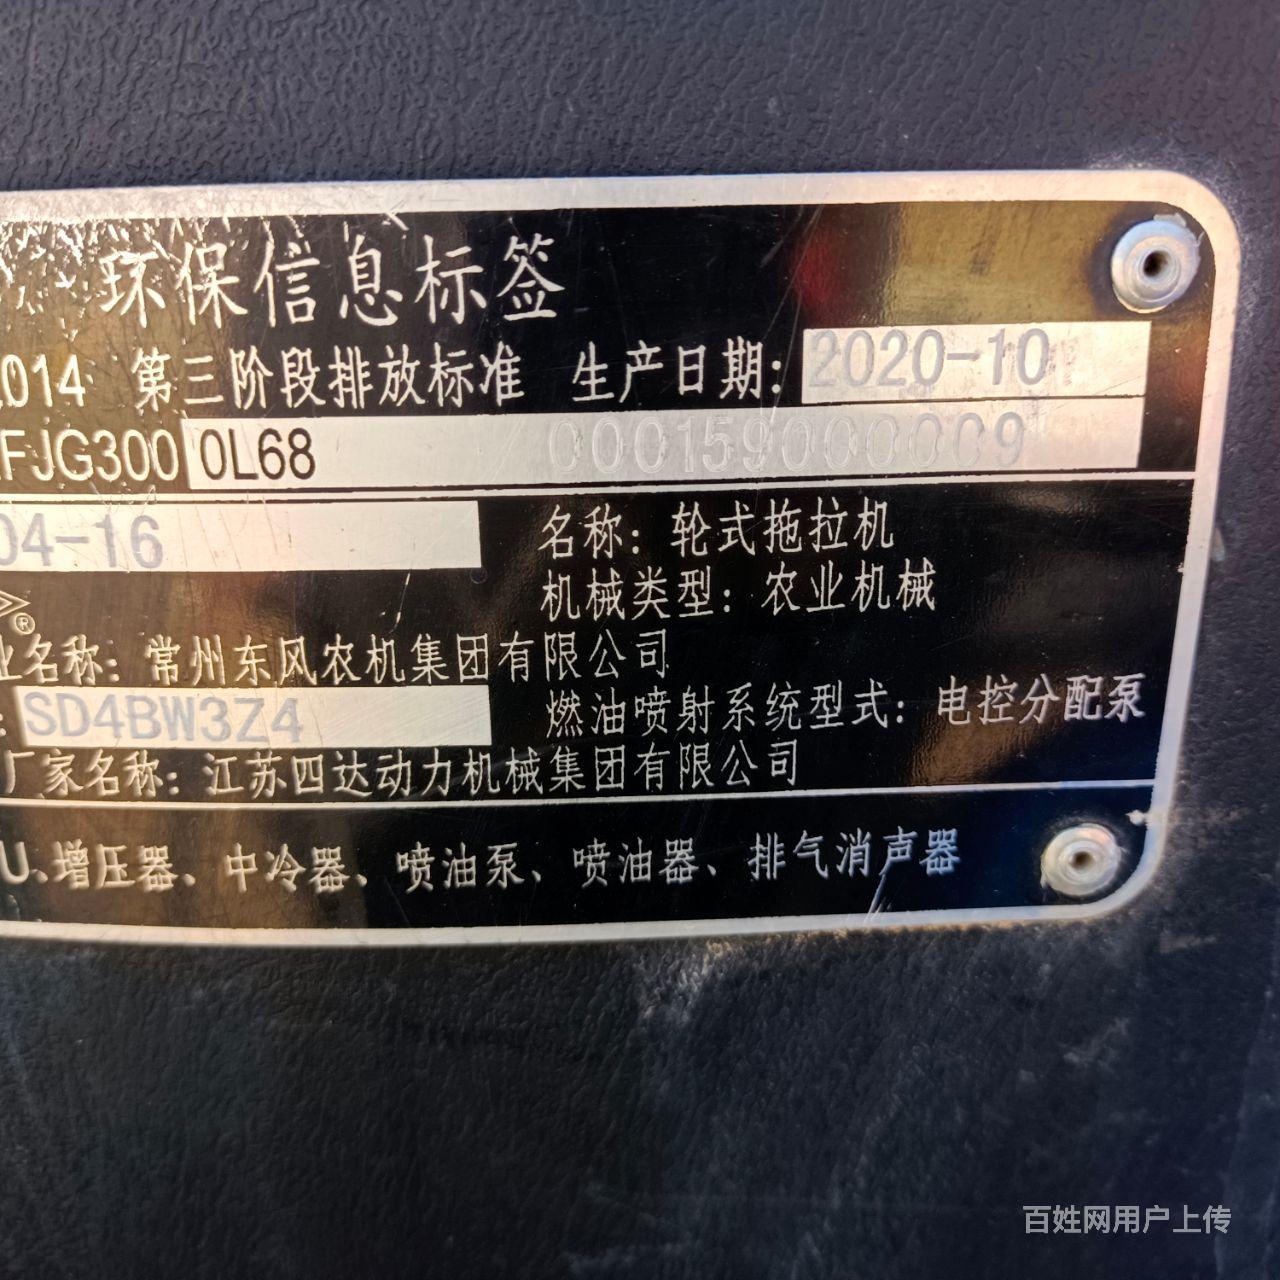 环保信息标签
2014 第三阶段排放标准 生产日期: 2020-10
FJG300 0L68 000159000009
04-16 名称: 轮式拖拉机
机械类型: 农业机械
®
业名称: 常州东风农机集团有限公司
: SD4BW3Z4 燃油喷射系统型式: 电控分配泵
厂家名称: 江苏四达动力机械集团有限公司
U、增压器、中冷器、喷油泵、喷油器、排气消声器
百姓网用户上传